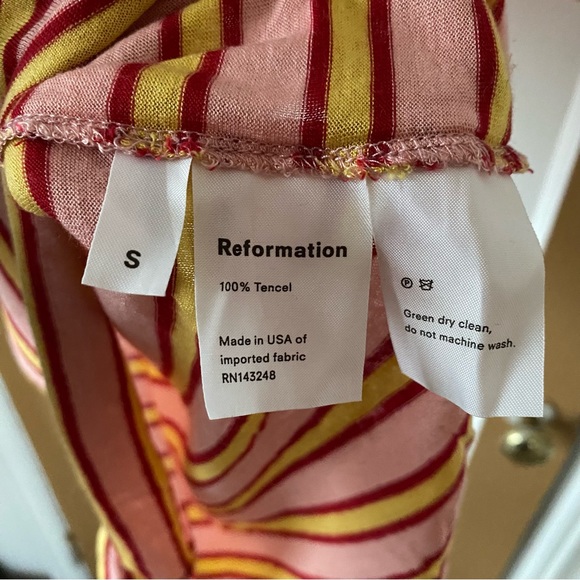 S
Reformation
100% Tencel
Made in USA of
imported fabric
RN143248
P
Green dry clean,
do not machine wash.